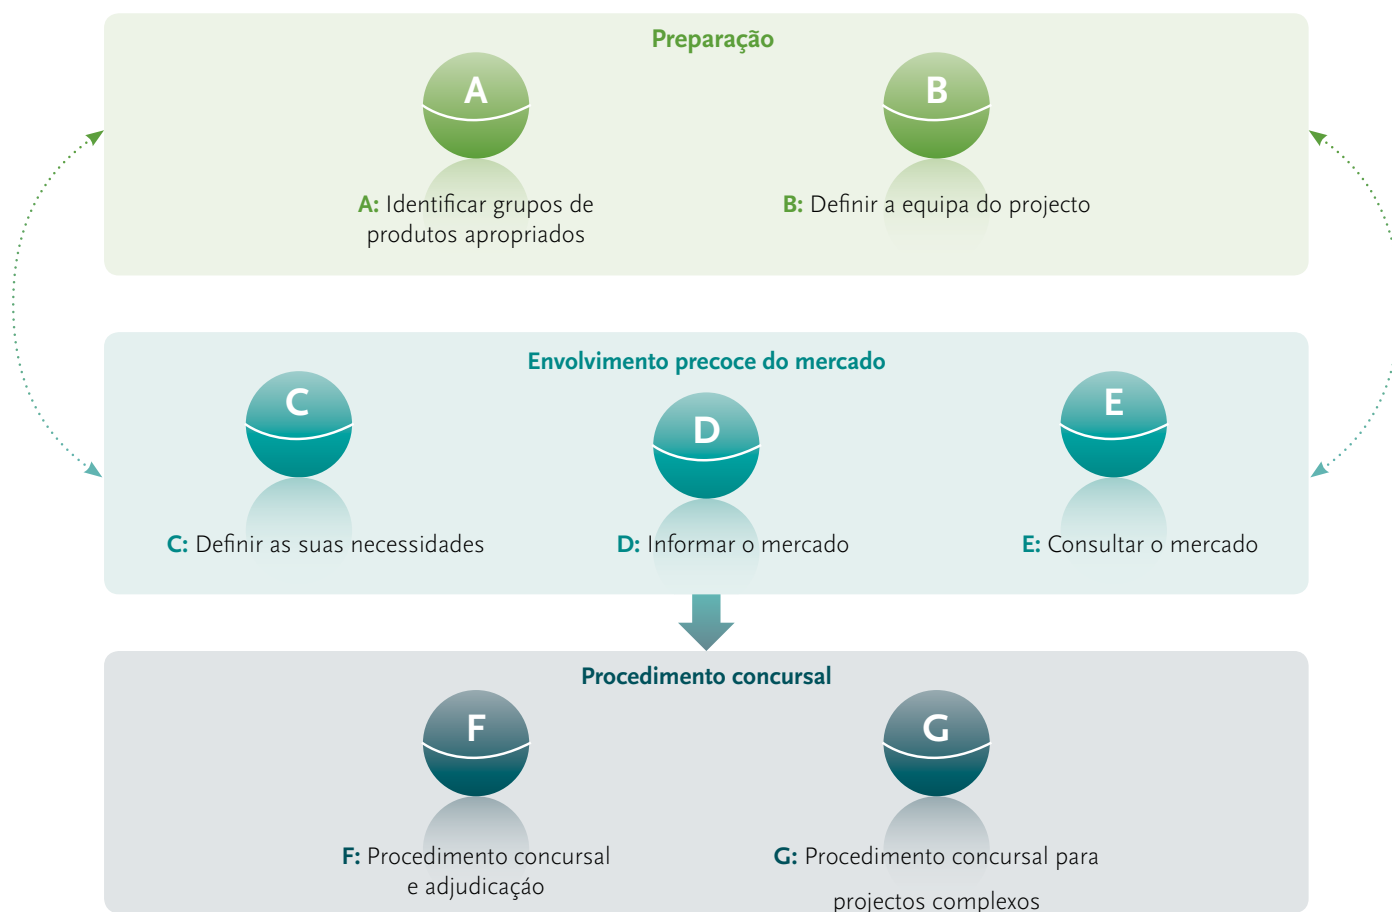 Preparação
A
B
A: Identificar grupos de
produtos apropriados
B: Definir a equipa do projecto
Envolvimento precoce do mercado
C
D
E
C: Definir as suas necessidades
D: Informar o mercado
E: Consultar o mercado
Procedimento concursal
F
G
F: Procedimento concursal
e adjudicaçáo
G: Procedimento concursal para
projectos complexos